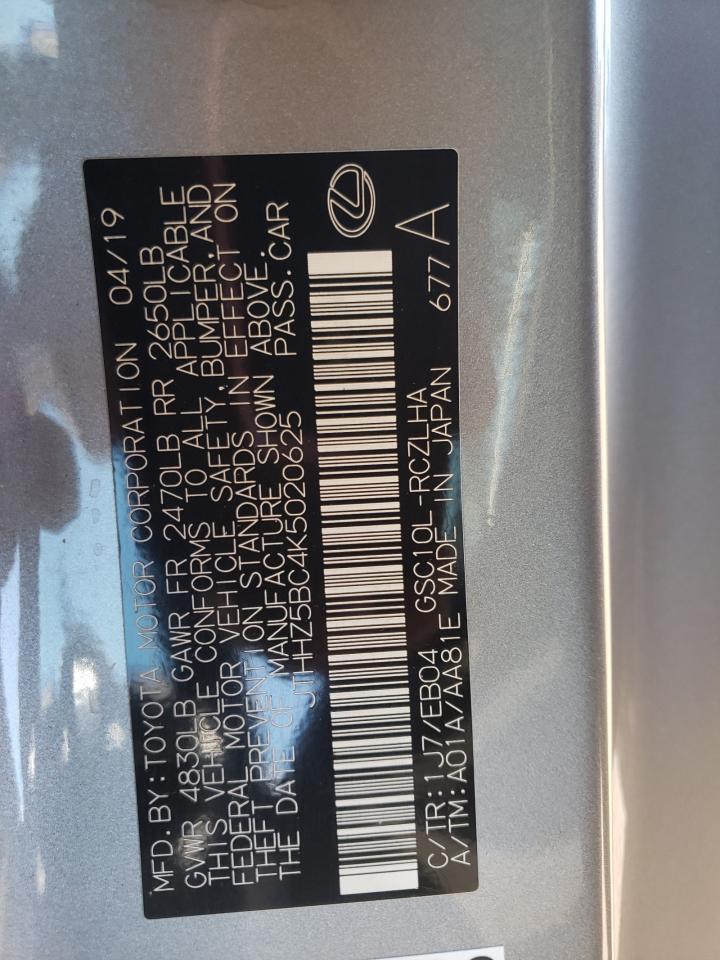 MFD.BY:TOYOTA MOTOR CORPORATION 04/19
GVWR 4830LB GAWR FR 2470LB RR 2650LB
THIS VEHICLE CONFORMS TO ALL APPLICABLE
FEDERAL MOTOR VEHICLE SAFETY, BUMPER, AND
THEFT PREVENTION STANDARDS IN EFFECT ON
THE DATE OF MANUFACTURE SHOWN ABOVE.
JTHHZ5BC4K5020625 PASS.CAR
C/TR:1J7/EB04 GSC10L-RCZLHA
A/TM:A01A/AA81E MADE IN JAPAN 677 A